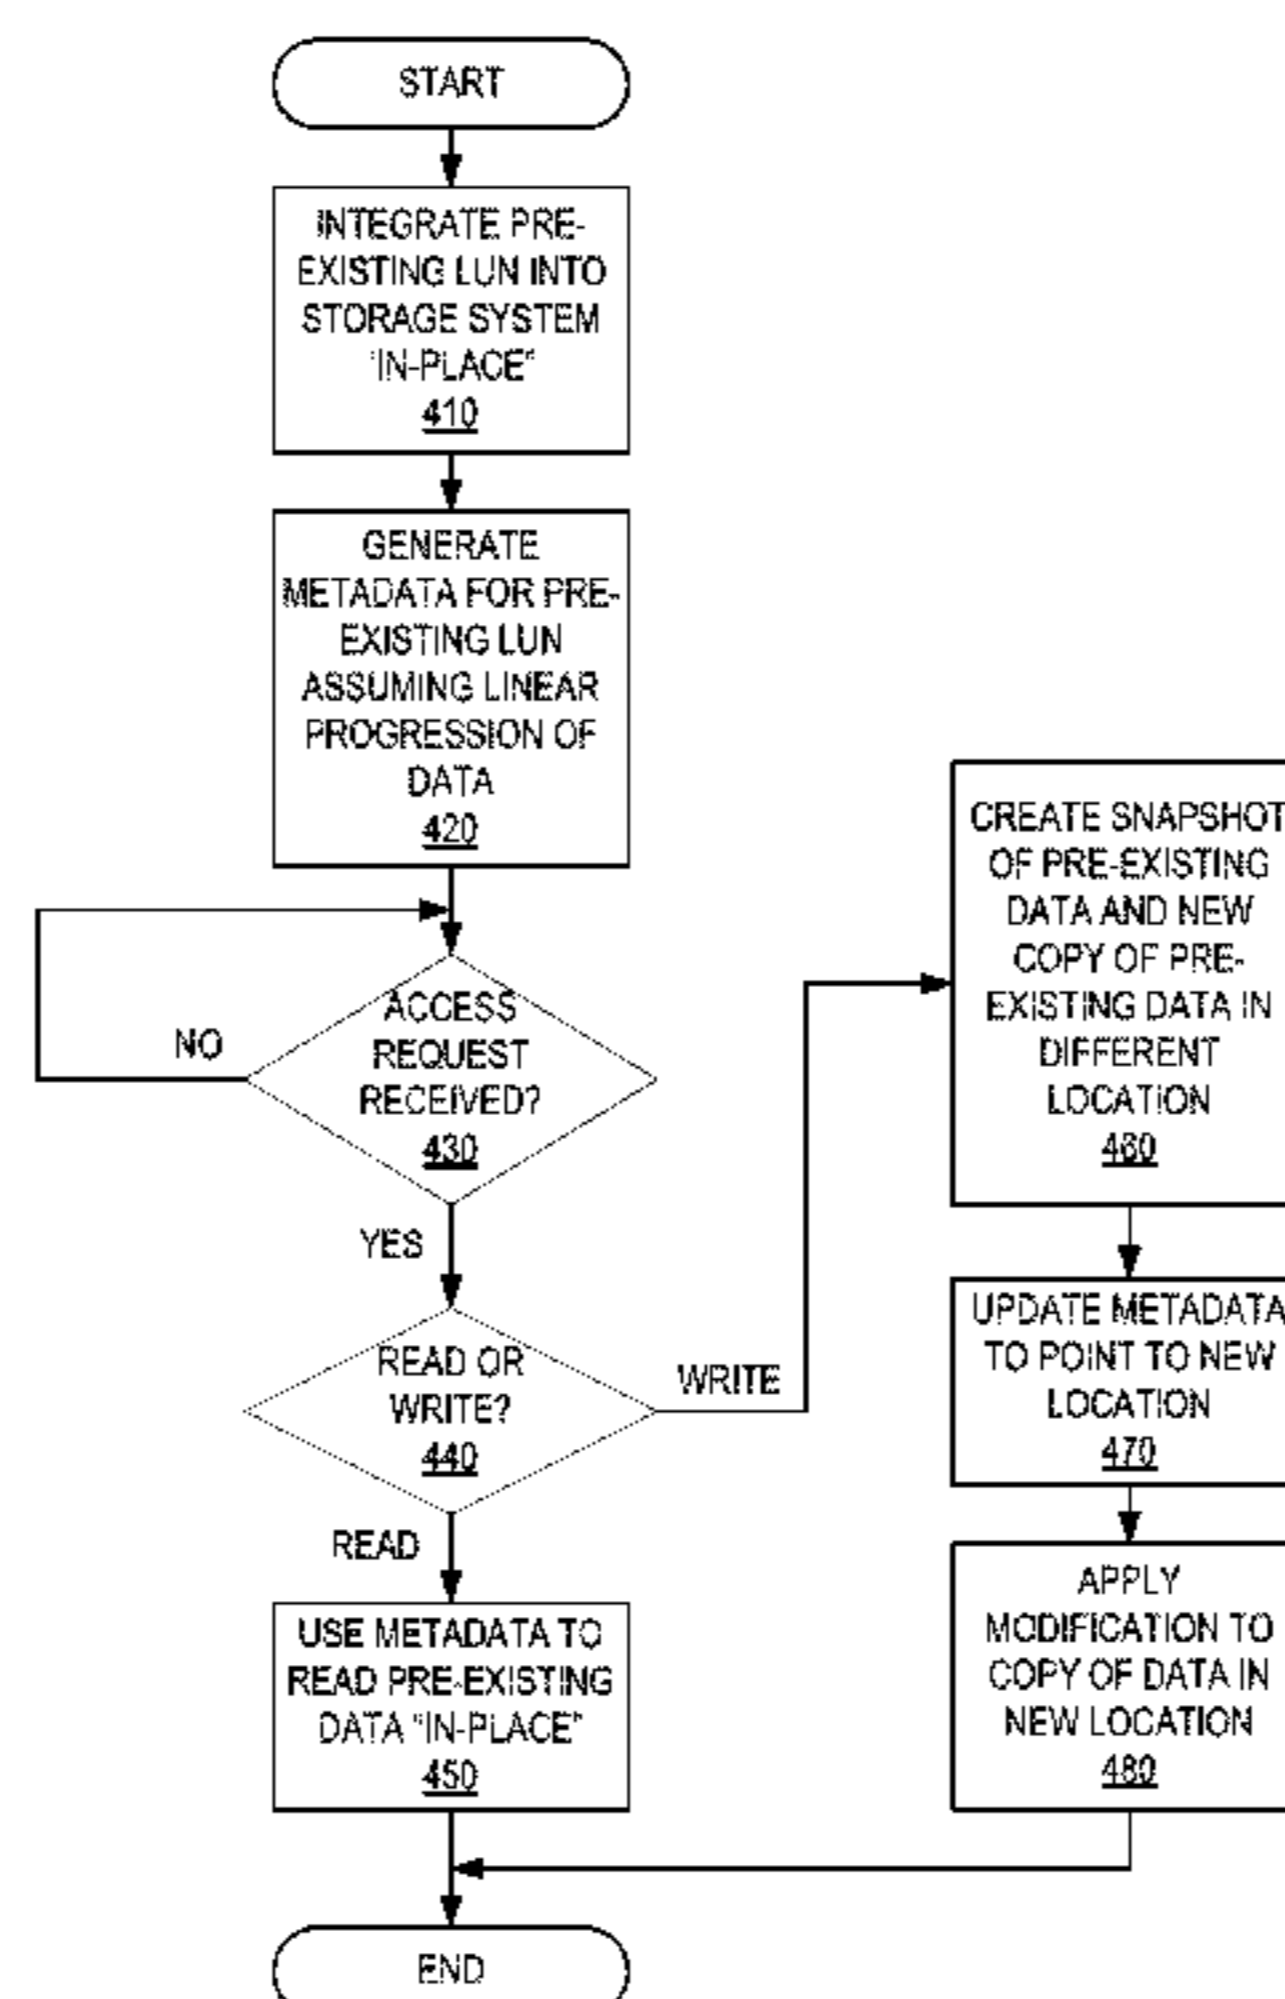 START
INTEGRATE PRE-
EXISTING LUN INTO
STORAGE SYSTEM
"IN-PLACE"
410
GENERATE
METADATA FOR PRE-
EXISTING LUN
ASSUMING LINEAR
PROGRESSION OF
DATA
420
ACCESS
REQUEST
RECEIVED?
430
NO
YES
READ OR
WRITE?
440
WRITE
READ
USE METADATA TO
READ PRE-EXISTING
DATA "IN-PLACE"
450
CREATE SNAPSHOT
OF PRE-EXISTING
DATA AND NEW
COPY OF PRE-
EXISTING DATA IN
DIFFERENT
LOCATION
460
UPDATE METADATA
TO POINT TO NEW
LOCATION
470
APPLY
MODIFICATION TO
COPY OF DATA IN
NEW LOCATION
480
END